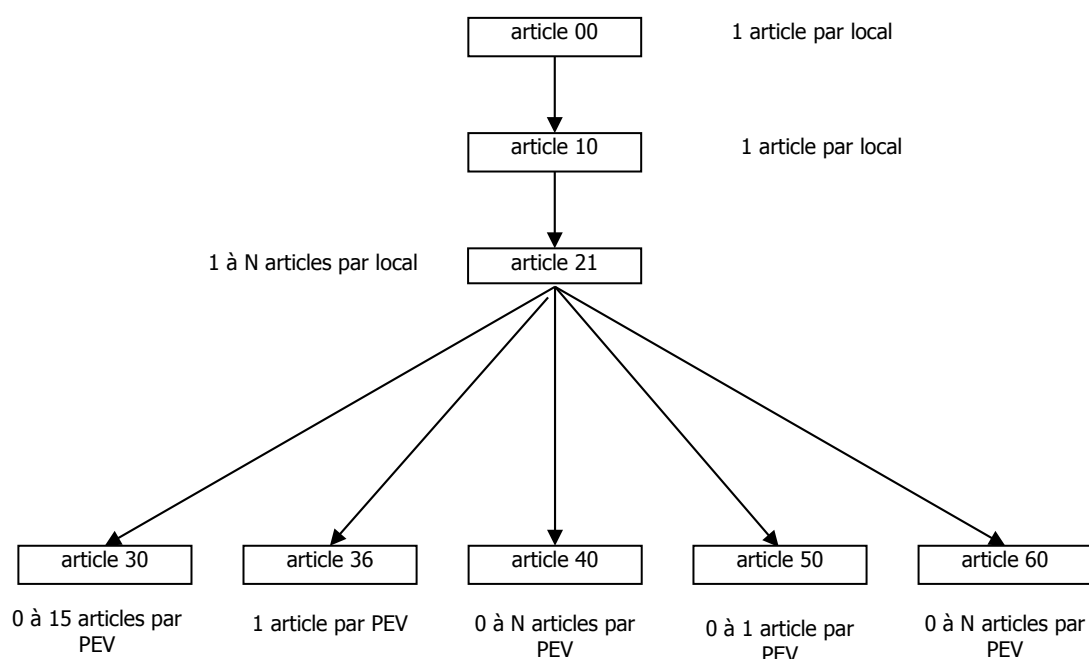 article 00
1 article par local
article 10
1 article par local
1 à N articles par local
article 21
article 30
article 36
article 40
article 50
article 60
0 à 15 articles par
PEV
1 article par PEV
0 à N articles par
PEV
0 à 1 article par
PEV
0 à N articles par
PEV